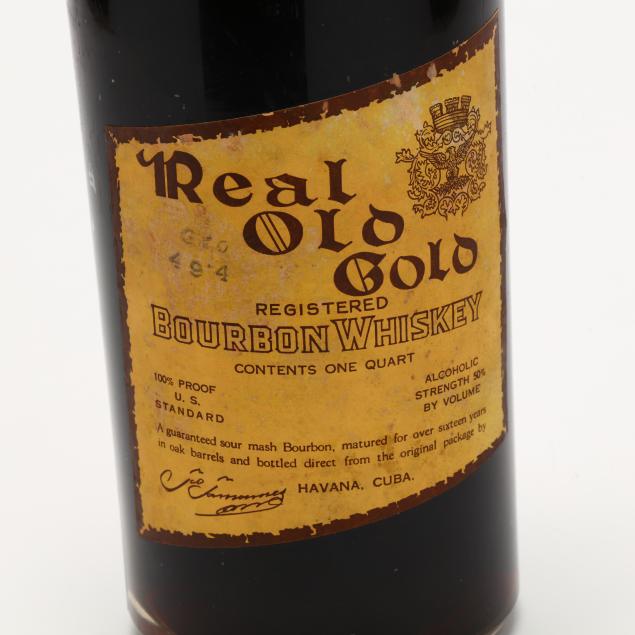 Real
Old
Gold
494
REGISTERED
BOURBON WHISKEY
CONTENTS ONE QUART
100% PROOF
U. S.
STANDARD
ALCOHOLIC
STRENGTH 50%
BY VOLUME
A guaranteed sour mash Bourbon, matured for over sixteen years
in oak barrels and bottled direct from the original package by
HAVANA, CUBA.